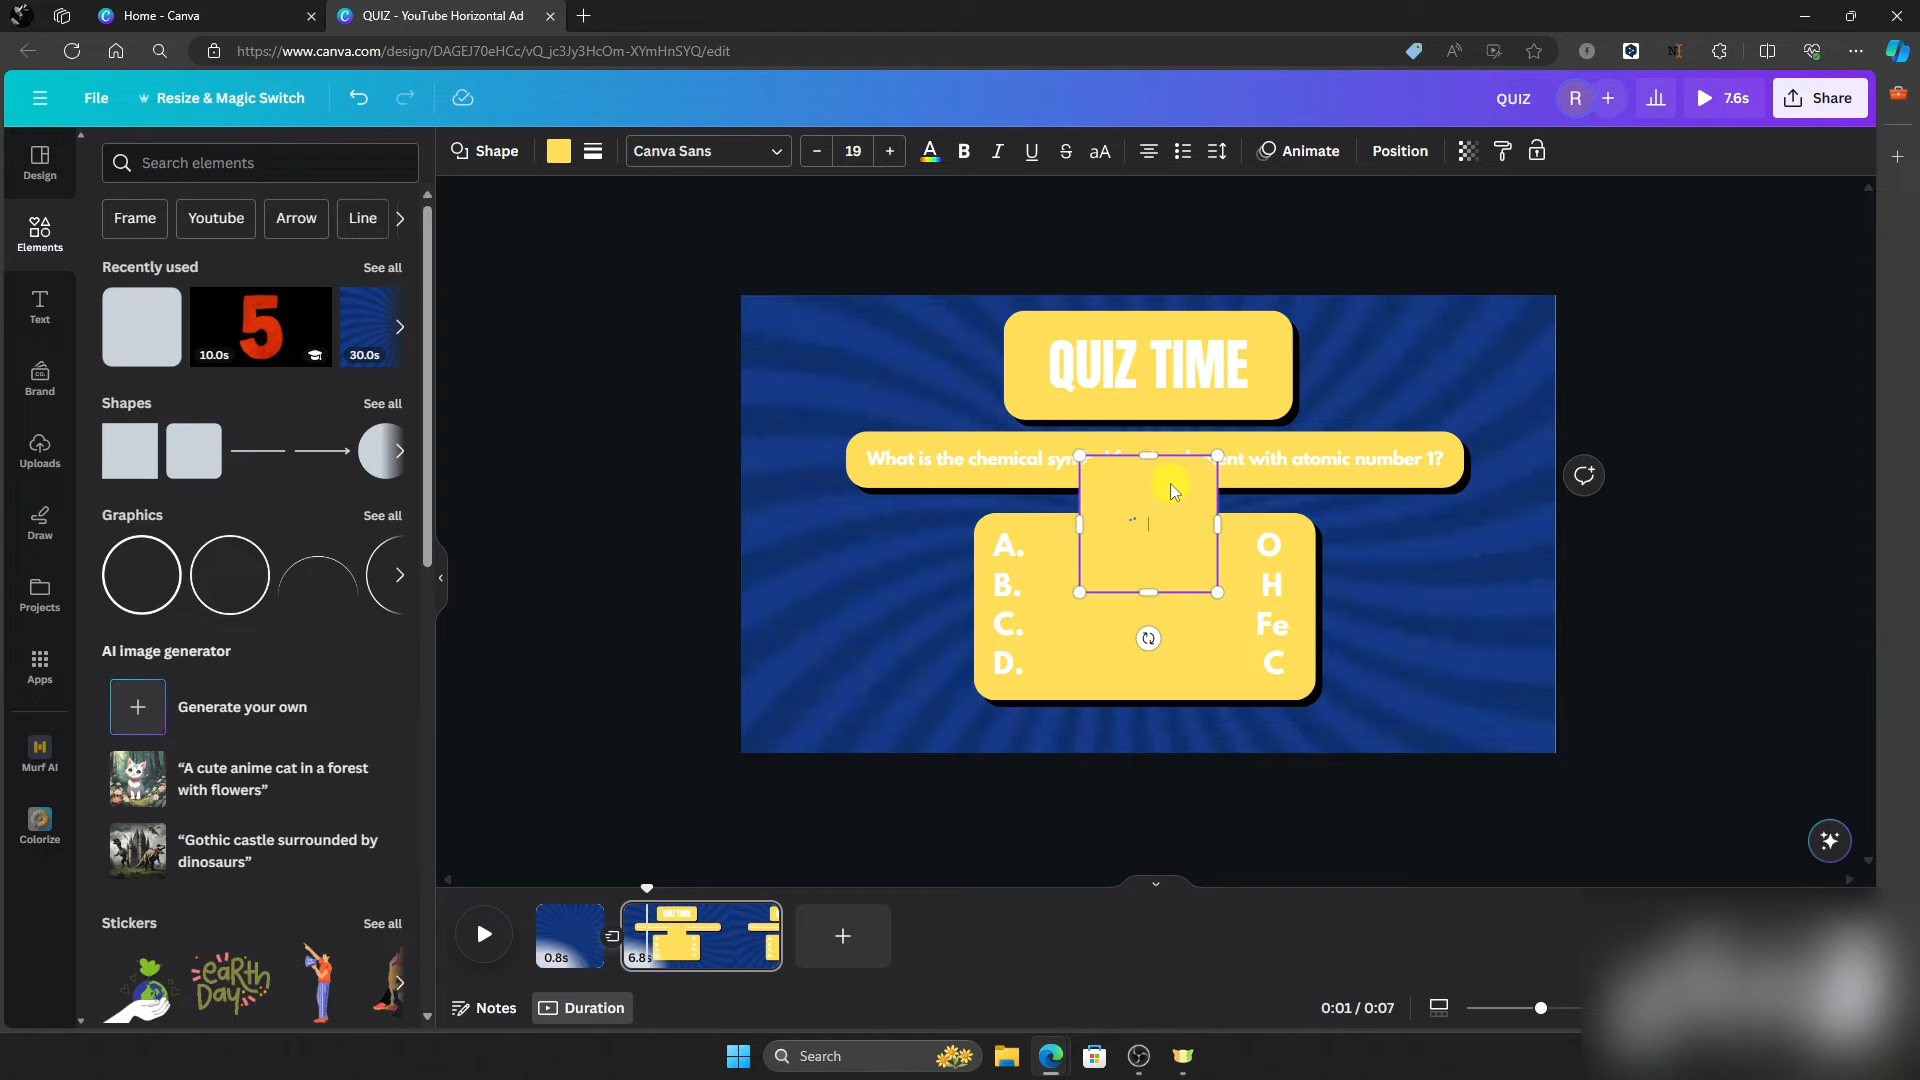 Home - Canva
QUIZ - YouTube Horizontal Ad
https://www.canva.com/design/DAGEJ70eHCc/vQ_jc3Jy3HcOm-XYmHnSYQ/edit
File
Resize & Magic Switch
QUIZ
R
7.6s
Share
Shape
Canva Sans
19
aA
Animate
Position
Design
Elements
Text
Brand
Uploads
Draw
Projects
Apps
Murf AI
Colorize
Search elements
Frame
Youtube
Arrow
Line
Recently used
See all
5
10.0s
30.0s
Shapes
See all
Graphics
See all
AI image generator
Generate your own
“A cute anime cat in a forest
with flowers”
“Gothic castle surrounded by
dinosaurs”
Stickers
See all
EARTH
DAY
QUIZ TIME
What is the chemical with atomic number 1?
A. O
B. H
C. Fe
D. C
0.8s
6.8s
Notes
Duration
0:01 / 0:07
Search